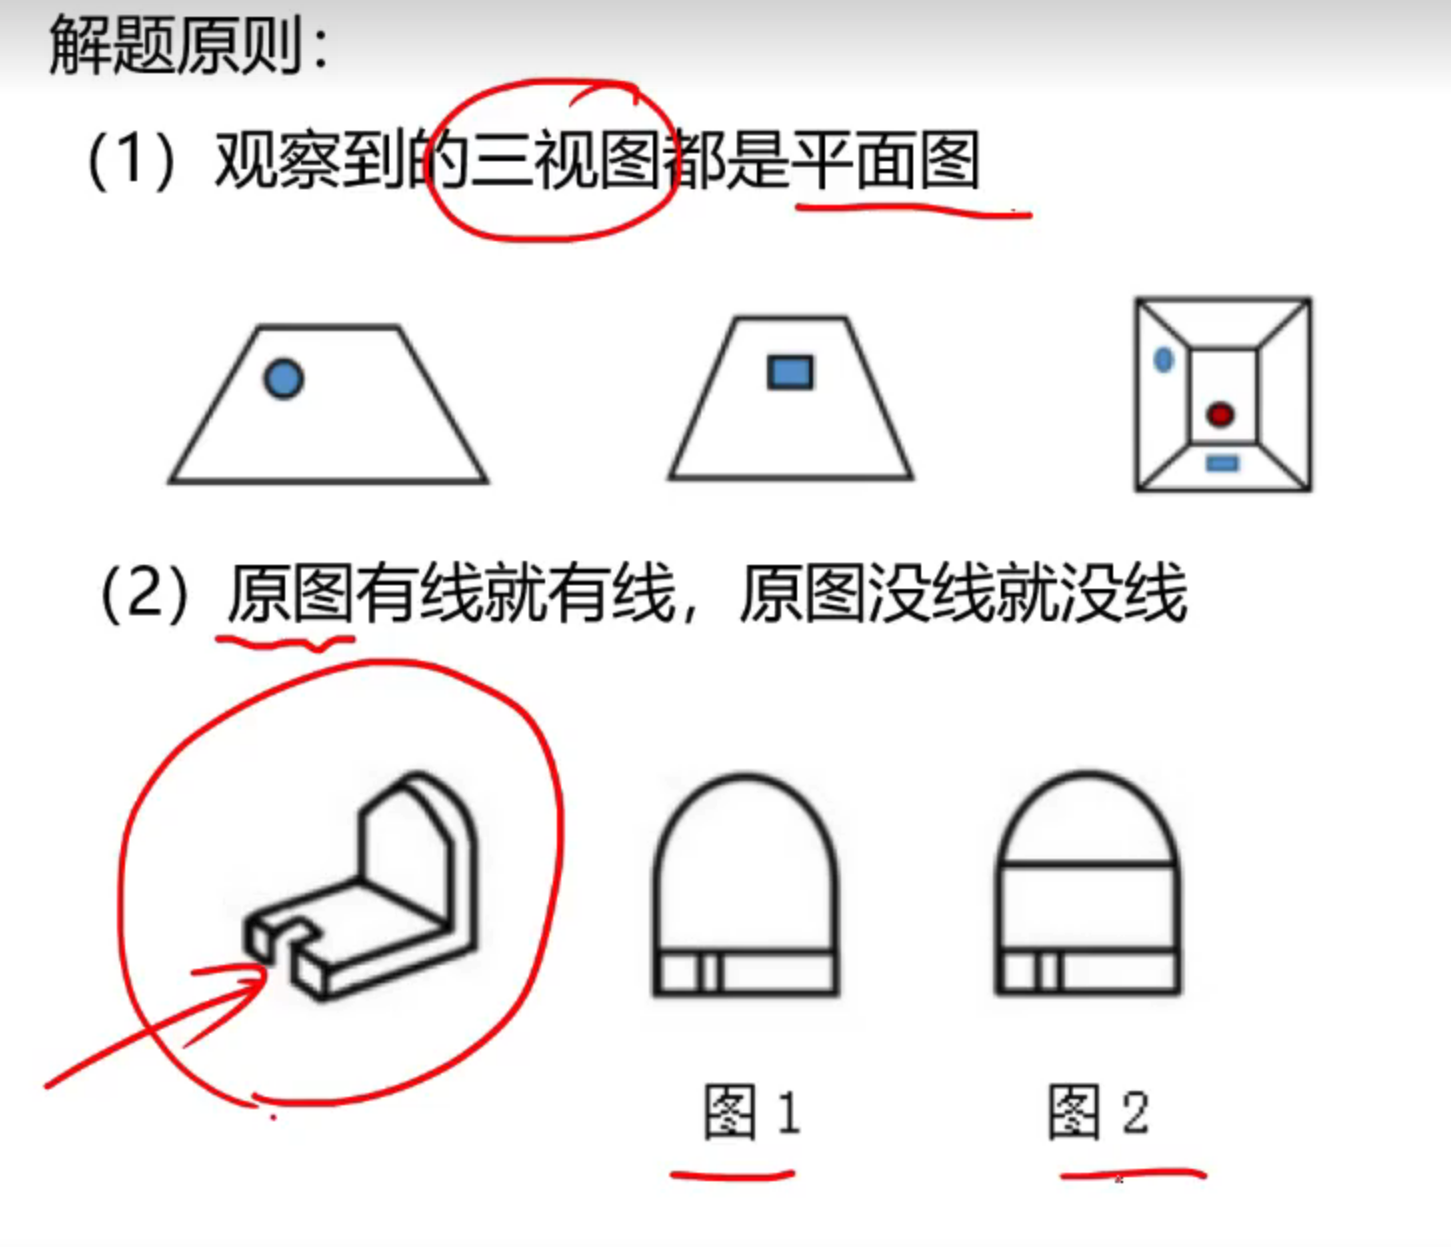 解题原则：
（1）观察到的三视图都是平面图
（2）原图有线就有线，原图没线就没线
图 1
图 2